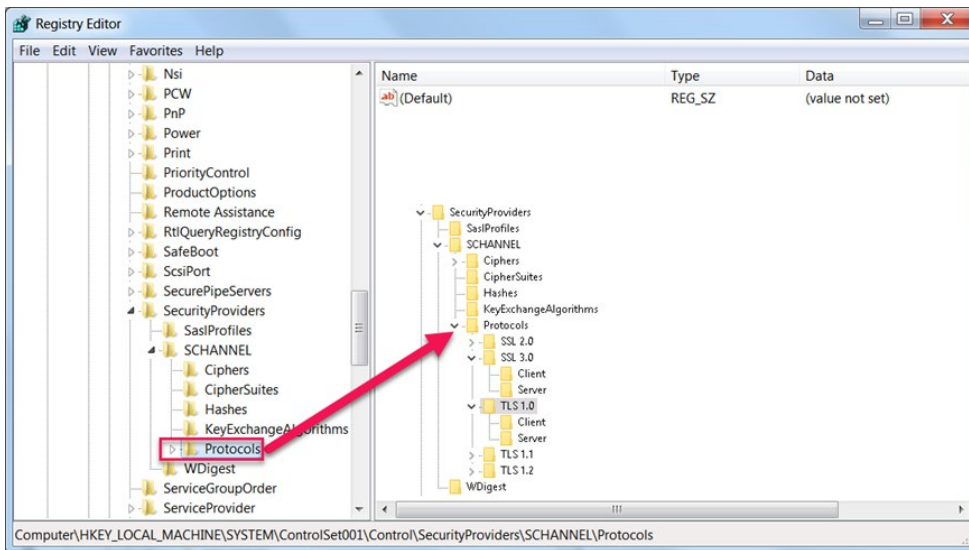 Registry Editor
File Edit View Favorites Help
Nsi
PCW
PnP
Power
Print
PriorityControl
ProductOptions
Remote Assistance
RtlQueryRegistryConfig
SafeBoot
ScsiPort
SecurePipeServers
SecurityProviders
SaslProfiles
SCHANNEL
Ciphers
CipherSuites
Hashes
KeyExchangeAlgorithms
Protocols
WDigest
ServiceGroupOrder
ServiceProvider
Name Type Data
ab (Default) REG_SZ (value not set)
SecurityProviders
SaslProfiles
SCHANNEL
Ciphers
CipherSuites
Hashes
KeyExchangeAlgorithms
Protocols
SSL 2.0
SSL 3.0
Client
Server
TLS 1.0
Client
Server
TLS 1.1
TLS 1.2
WDigest
Computer\HKEY_LOCAL_MACHINE\SYSTEM\ControlSet001\Control\SecurityProviders\SCHANNEL\Protocols